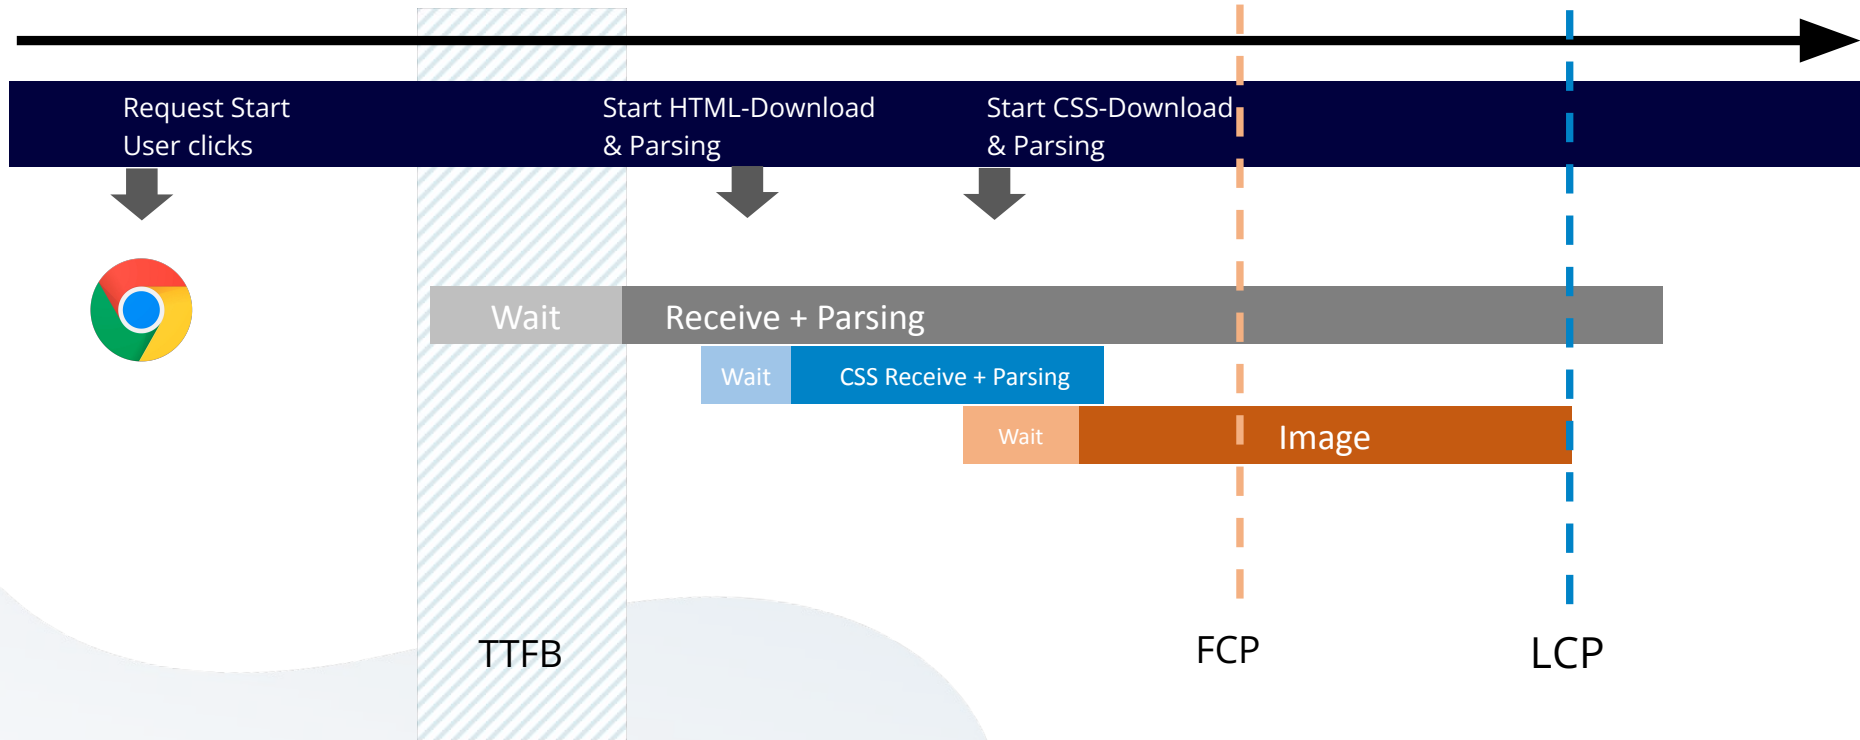 Request Start
User clicks
Start HTML-Download
& Parsing
Start CSS-Download
& Parsing
Wait
Receive + Parsing
Wait
CSS Receive + Parsing
Wait
Image
TTFB
FCP
LCP